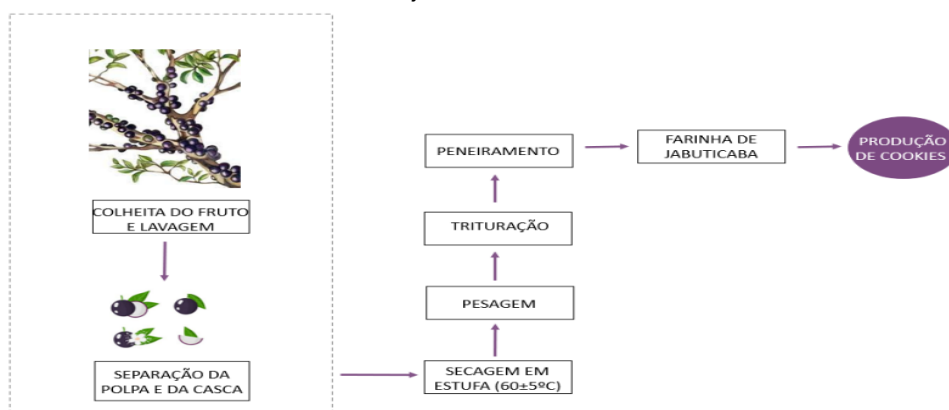 COLHEITA DO FRUTO
E LAVAGEM
SEPARAÇÃO DA
POLPA E DA CASCA
SECAGEM EM
ESTUFA (60±5ºC)
PESAGEM
TRITURAÇÃO
PENEIRAMENTO
FARINHA DE
JABUTICABA
PRODUÇÃO
DE COOKIES